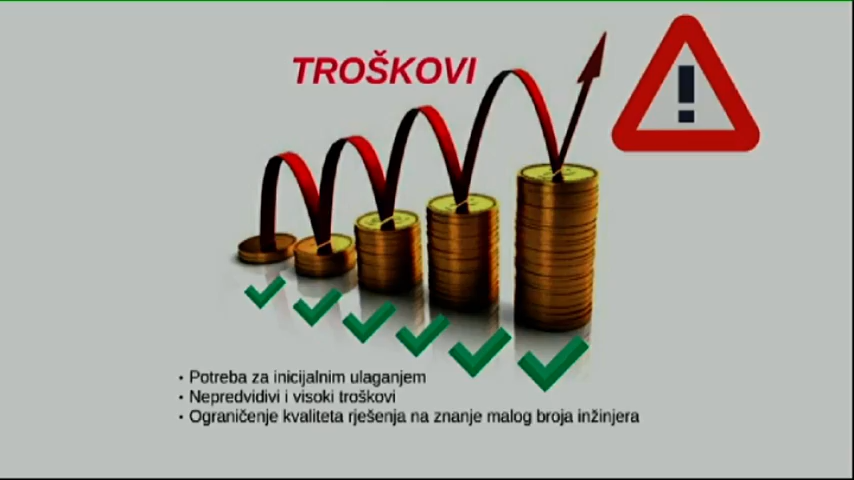 TROŠKOVI
!
• Potreba za inicijalnim ulaganjem
• Nepredvidivi i visoki troškovi
• Ograničenje kvaliteta rješenja na znanje malog broja inžinjera